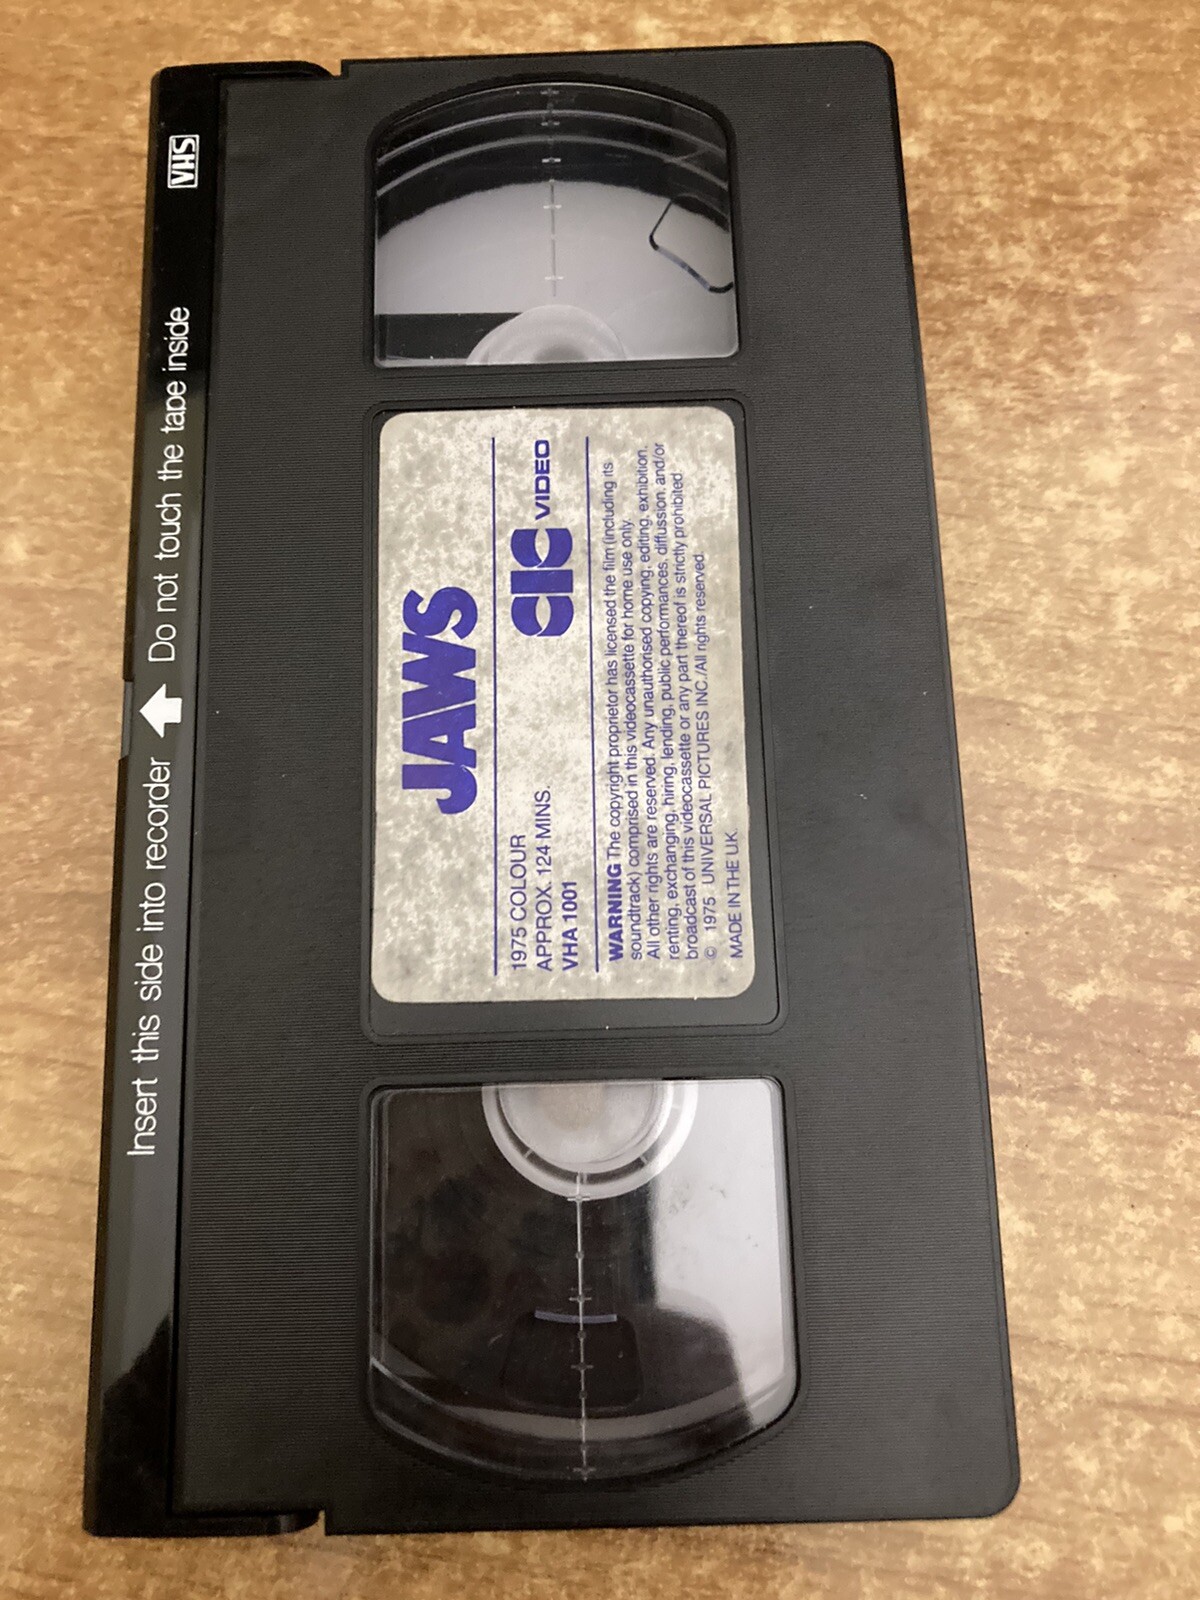 VHS
Insert this side into recorder ⬆ Do not touch the tape inside
JAWS
1975 COLOUR
APPROX. 124 MINS.
VHA 1001
CIC VIDEO
WARNING The copyright proprietor has licensed the film (including its
soundtrack) comprised in this videocassette for home use only.
All other rights are reserved. Any unauthorised copying, editing, exhibition,
renting, exchanging, hiring, lending, public performances, diffussion, and/or
broadcast of this videocassette or any part thereof is strictly prohibited
© 1975 UNIVERSAL PICTURES INC./All rights reserved
MADE IN THE U.K